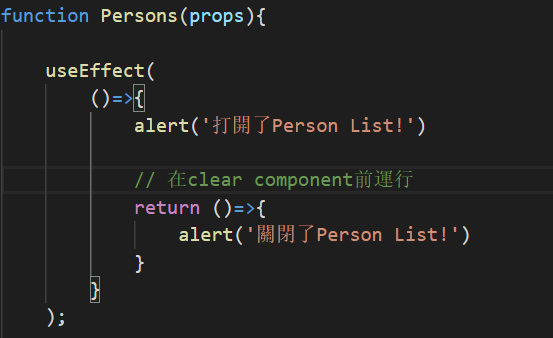 function Persons(props){
useEffect(
()=>{
alert('打開了Person List!')
// 在clear component前運行
return ()=>{
alert('關閉了Person List!')
}
}
);